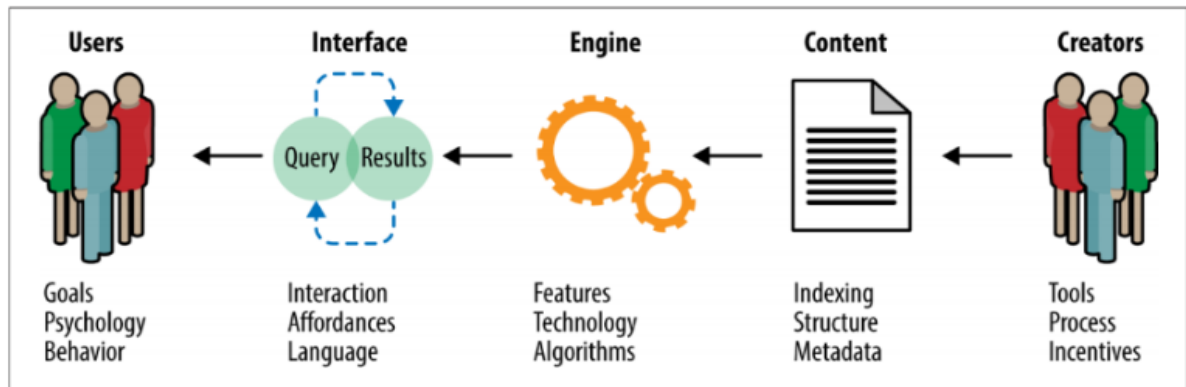 Users
Interface
Engine
Content
Creators
Query
Results
Goals
Psychology
Behavior
Interaction
Affordances
Language
Features
Technology
Algorithms
Indexing
Structure
Metadata
Tools
Process
Incentives